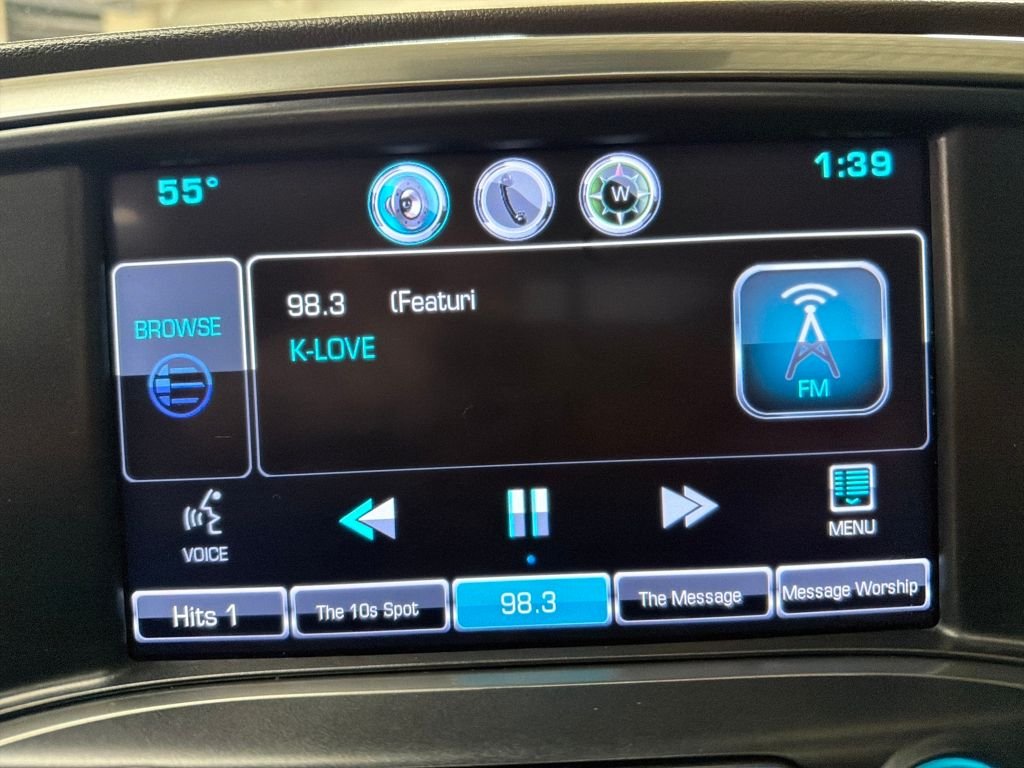 55°
W
1:39
BROWSE
98.3 (Featuri
K-LOVE
FM
VOICE
MENU
Hits 1
The 10s Spot
98.3
The Message
Message Worship